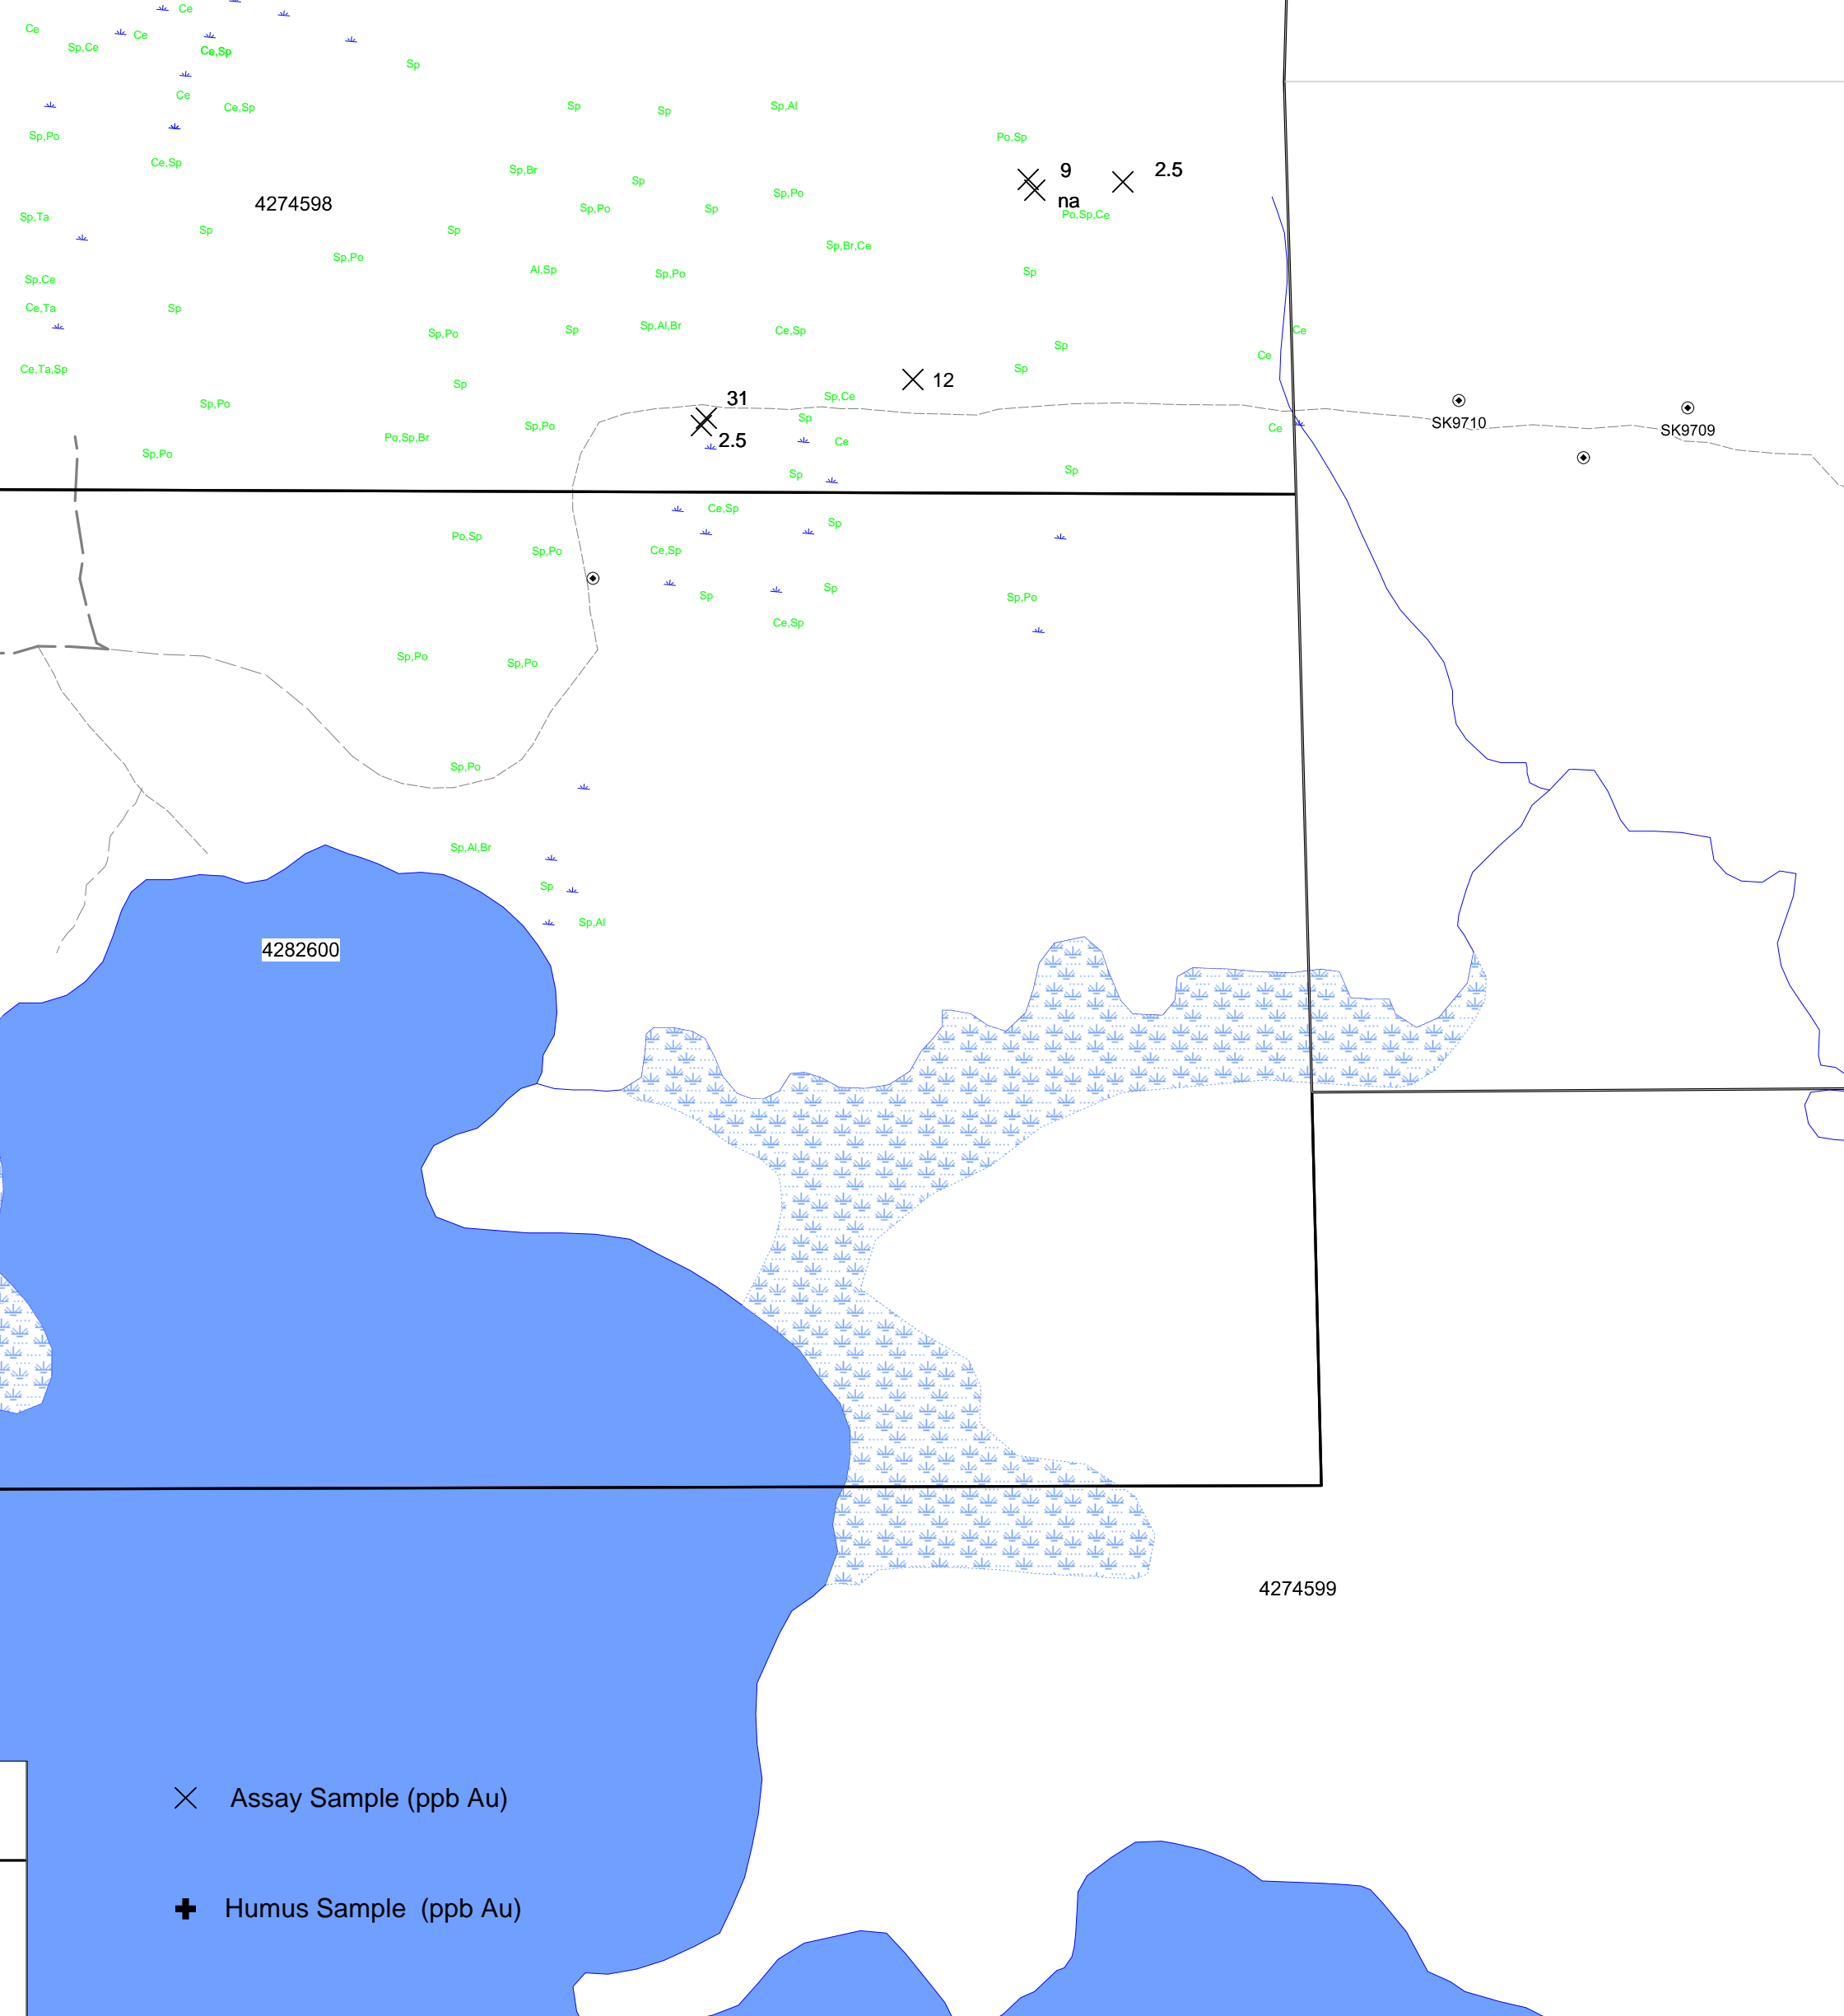 Ce
Ce
Ce
Sp,Ce
Ce,Sp
Sp
Ce
Ce,Sp
Sp
Sp
Sp,Al
Sp,Po
Po,Sp
Ce,Sp
Sp,Br
9
2.5
Sp
Sp,Po
4274598
na
Sp,Po
Sp
Sp,Ta
Po,Sp,Ce
Sp
Sp
Sp,Br,Ce
Sp,Po
Al,Sp
Sp,Po
Sp
Sp,Ce
Ce,Ta
Sp
Sp,Po
Sp
Sp,Al,Br
Ce,Sp
Ce
Sp
Ce
Ce,Ta,Sp
Sp
Sp
12
31
Sp,Ce
Sp,Po
Sp
SK9710
SK9709
Sp,Po
Ce
Po,Sp,Br
2.5
Ce
Sp,Po
Sp
Sp
Ce,Sp
Sp
Po,Sp
Sp,Po
Ce,Sp
Sp
Sp
Sp,Po
Ce,Sp
Sp,Po
Sp,Po
Sp,Po
Sp,Al,Br
Sp
Sp,Al
4282600
4274599
Assay Sample (ppb Au)
Humus Sample (ppb Au)